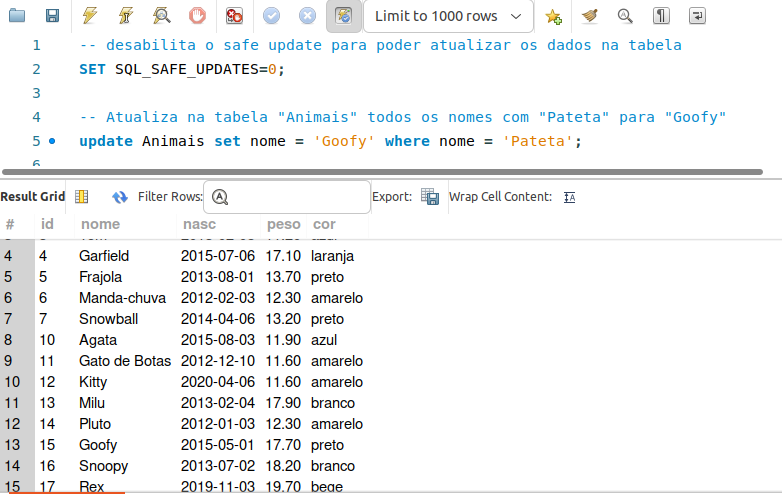 Limit to 1000 rows
1 -- desabilita o safe update para poder atualizar os dados na tabela
2 SET SQL_SAFE_UPDATES=0;
3
4 -- Atualiza na tabela "Animais" todos os nomes com "Pateta" para "Goofy"
5 update Animais set nome = 'Goofy' where nome = 'Pateta';
6
Result Grid Filter Rows: Export: Wrap Cell Content:
# id nome nasc peso cor
4 4 Garfield 2015-07-06 17.10 laranja
5 5 Frajola 2013-08-01 13.70 preto
6 6 Manda-chuva 2012-02-03 12.30 amarelo
7 7 Snowball 2014-04-06 13.20 preto
8 10 Agata 2015-08-03 11.90 azul
9 11 Gato de Botas 2012-12-10 11.60 amarelo
10 12 Kitty 2020-04-06 11.60 amarelo
11 13 Milu 2013-02-04 17.90 branco
12 14 Pluto 2012-01-03 12.30 amarelo
13 15 Goofy 2015-05-01 17.70 preto
14 16 Snoopy 2013-07-02 18.20 branco
15 17 Rex 2019-11-03 19.70 bege